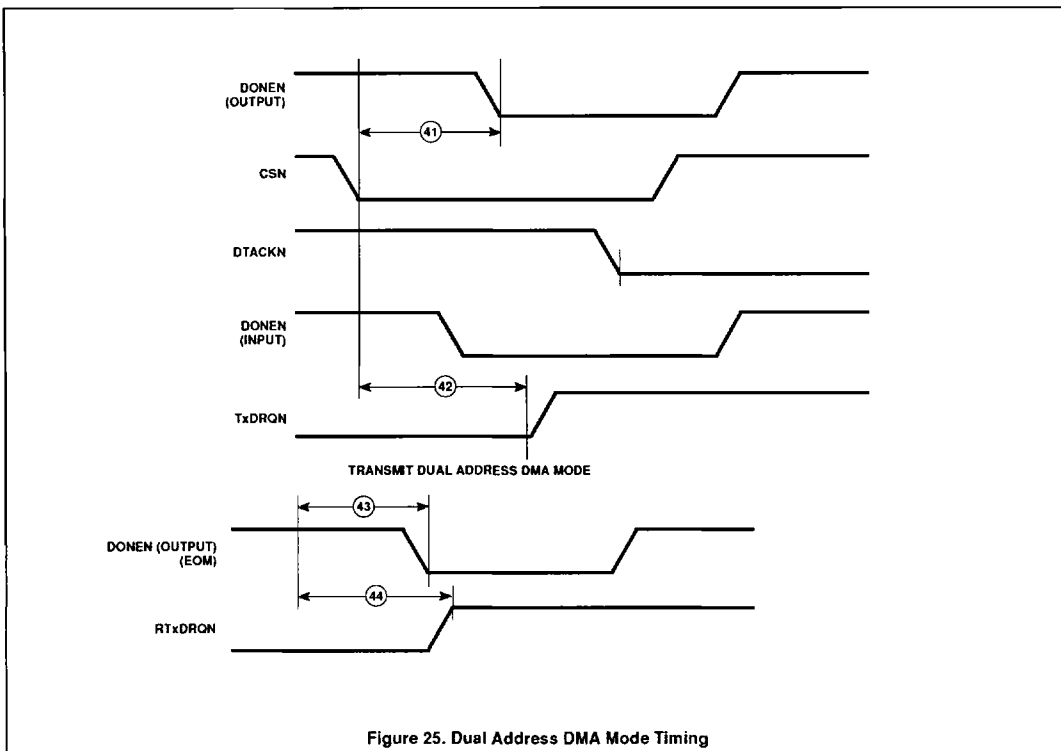 DONEN
(OUTPUT)
41
CSN
DTACKN
DONEN
(INPUT)
42
TxDRQN
TRANSMIT DUAL ADDRESS DMA MODE
43
DONEN (OUTPUT)
(EOM)
44
RTxDRQN
Figure 25. Dual Address DMA Mode Timing